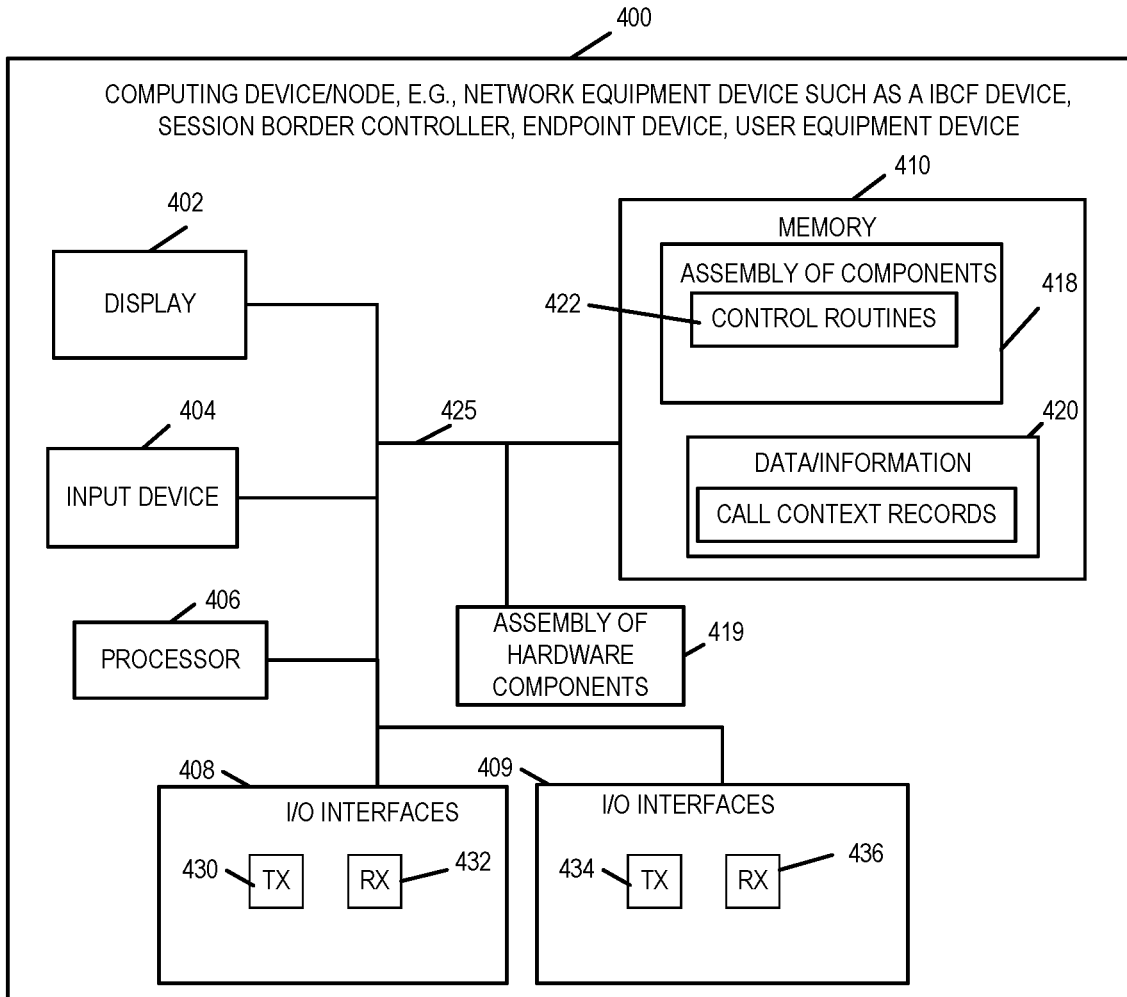 400
COMPUTING DEVICE/NODE, E.G., NETWORK EQUIPMENT DEVICE SUCH AS A IBCF DEVICE,
SESSION BORDER CONTROLLER, ENDPOINT DEVICE, USER EQUIPMENT DEVICE
410
402
MEMORY
ASSEMBLY OF COMPONENTS
DISPLAY
422
CONTROL ROUTINES
418
404
425
420
DATA/INFORMATION
INPUT DEVICE
CALL CONTEXT RECORDS
406
ASSEMBLY OF
HARDWARE
COMPONENTS
419
PROCESSOR
408
409
I/O INTERFACES
I/O INTERFACES
430
TX
RX
432
434
TX
RX
436